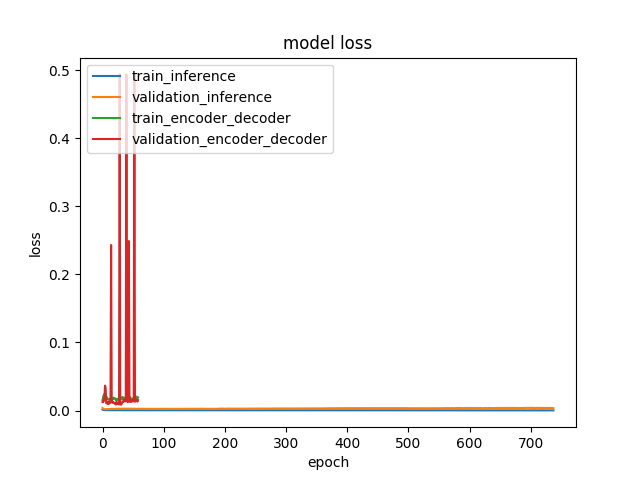 model loss
train_inference
validation_inference
train_encoder_decoder
validation_encoder_decoder
loss
0.5
0.4
0.3
0.2
0.1
0.0
0 100 200 300 400 500 600 700
epoch